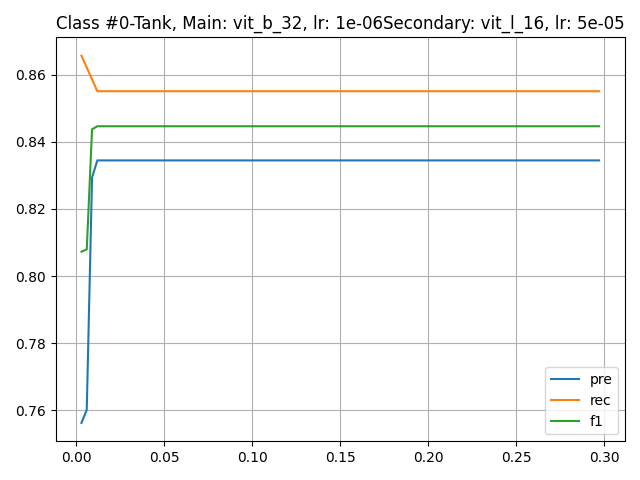 Class #0-Tank, Main: vit_b_32, lr: 1e-06Secondary: vit_l_16, lr: 5e-05
0.86
0.84
0.82
0.80
0.78
0.76
pre
rec
f1
0.00 0.05 0.10 0.15 0.20 0.25 0.30